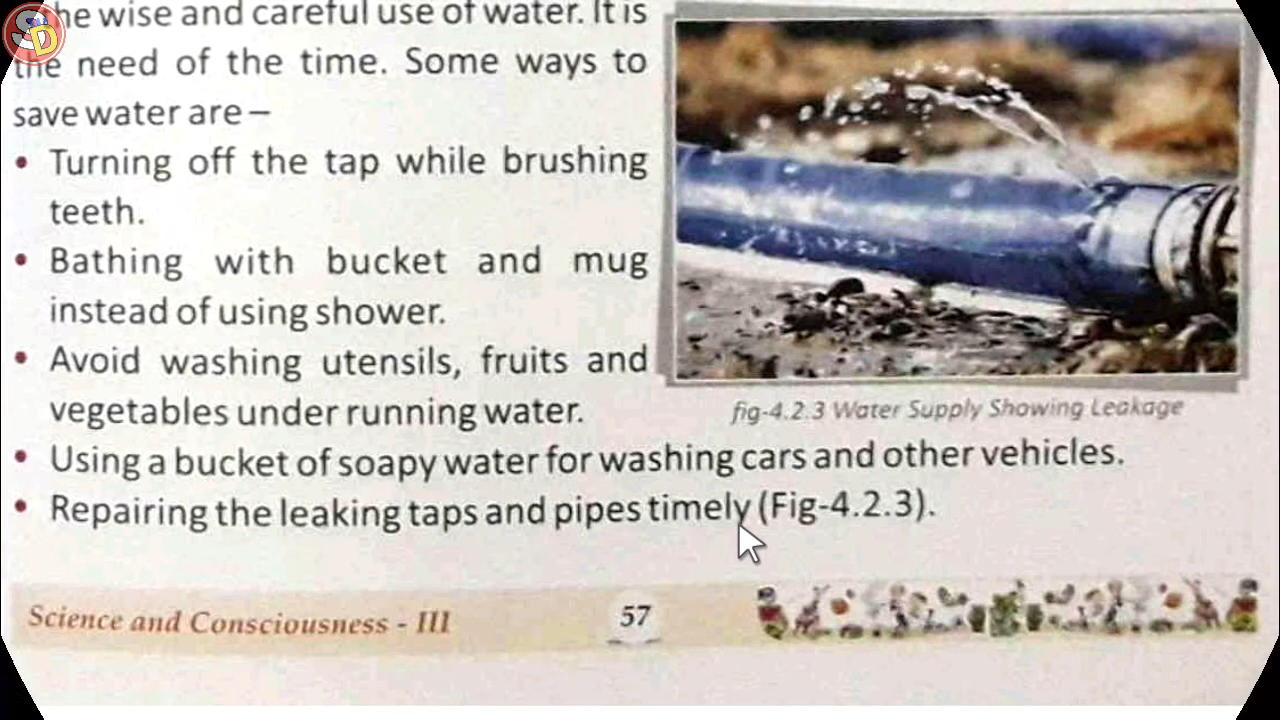 he wise and careful use of water. It is
the need of the time. Some ways to
save water are –
• Turning off the tap while brushing
teeth.
• Bathing with bucket and mug
instead of using shower.
• Avoid washing utensils, fruits and
vegetables under running water.
fig-4.2.3 Water Supply Showing Leakage
• Using a bucket of soapy water for washing cars and other vehicles.
• Repairing the leaking taps and pipes timely (Fig-4.2.3).
Science and Consciousness - III
57